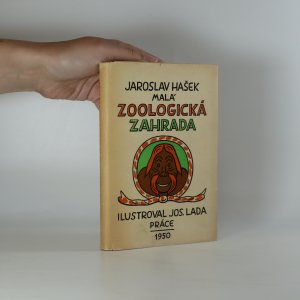 JAROSLAV HAŠEK
MALÁ
ZOOLOGICKÁ
ZAHRADA
ILUSTROVAL JOS. LADA
PRÁCE
1950